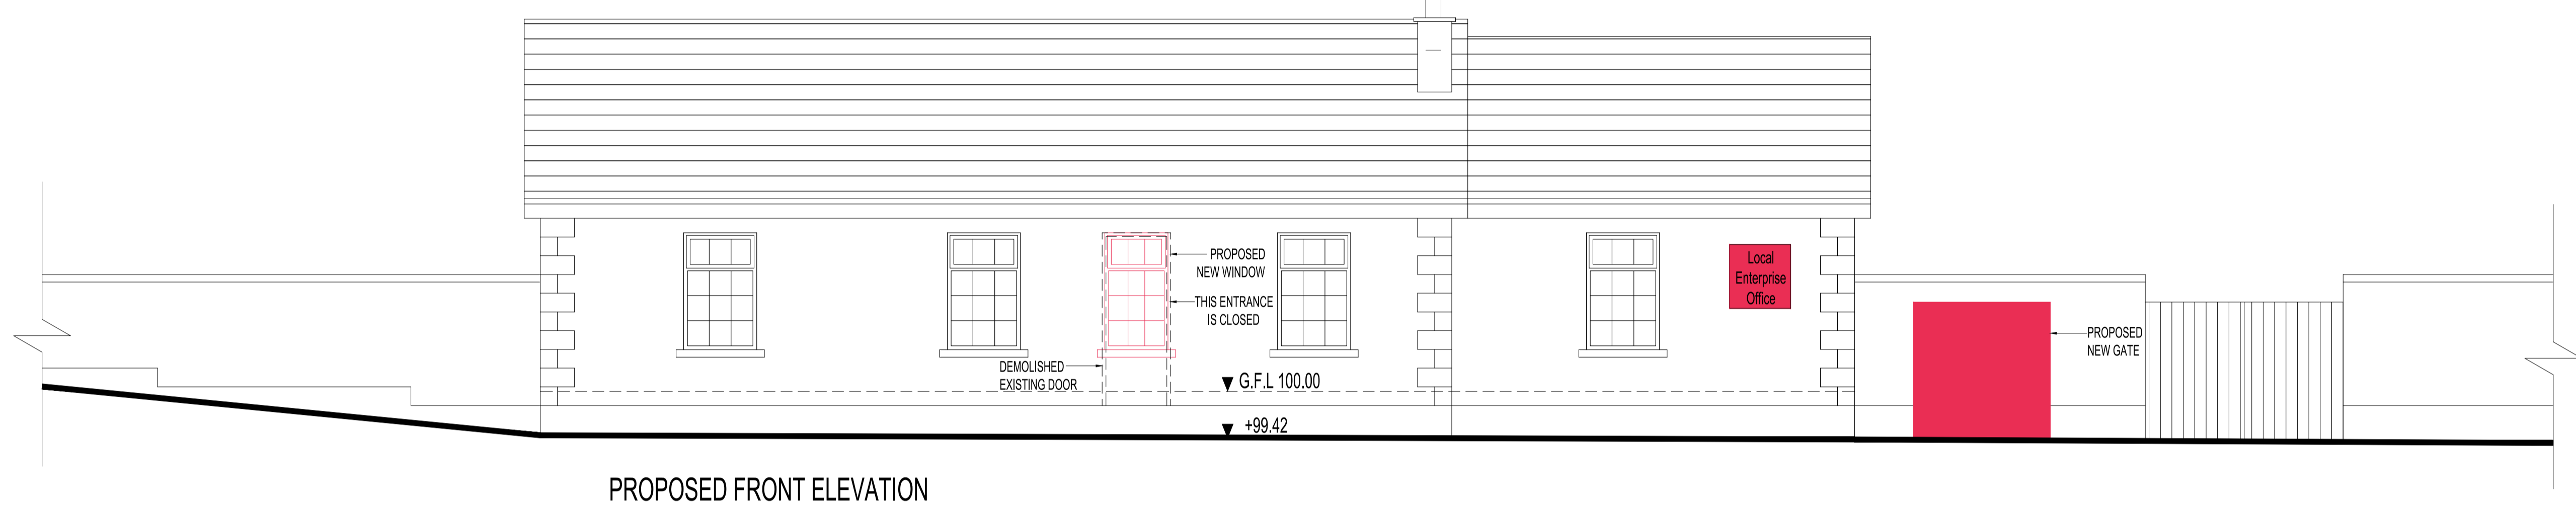 PROPOSED
NEW WINDOW
THIS ENTRANCE
IS CLOSED
DEMOLISHED
EXISTING DOOR
G.F.L 100.00
+99.42
Local
Enterprise
Office
PROPOSED
NEW GATE
PROPOSED FRONT ELEVATION